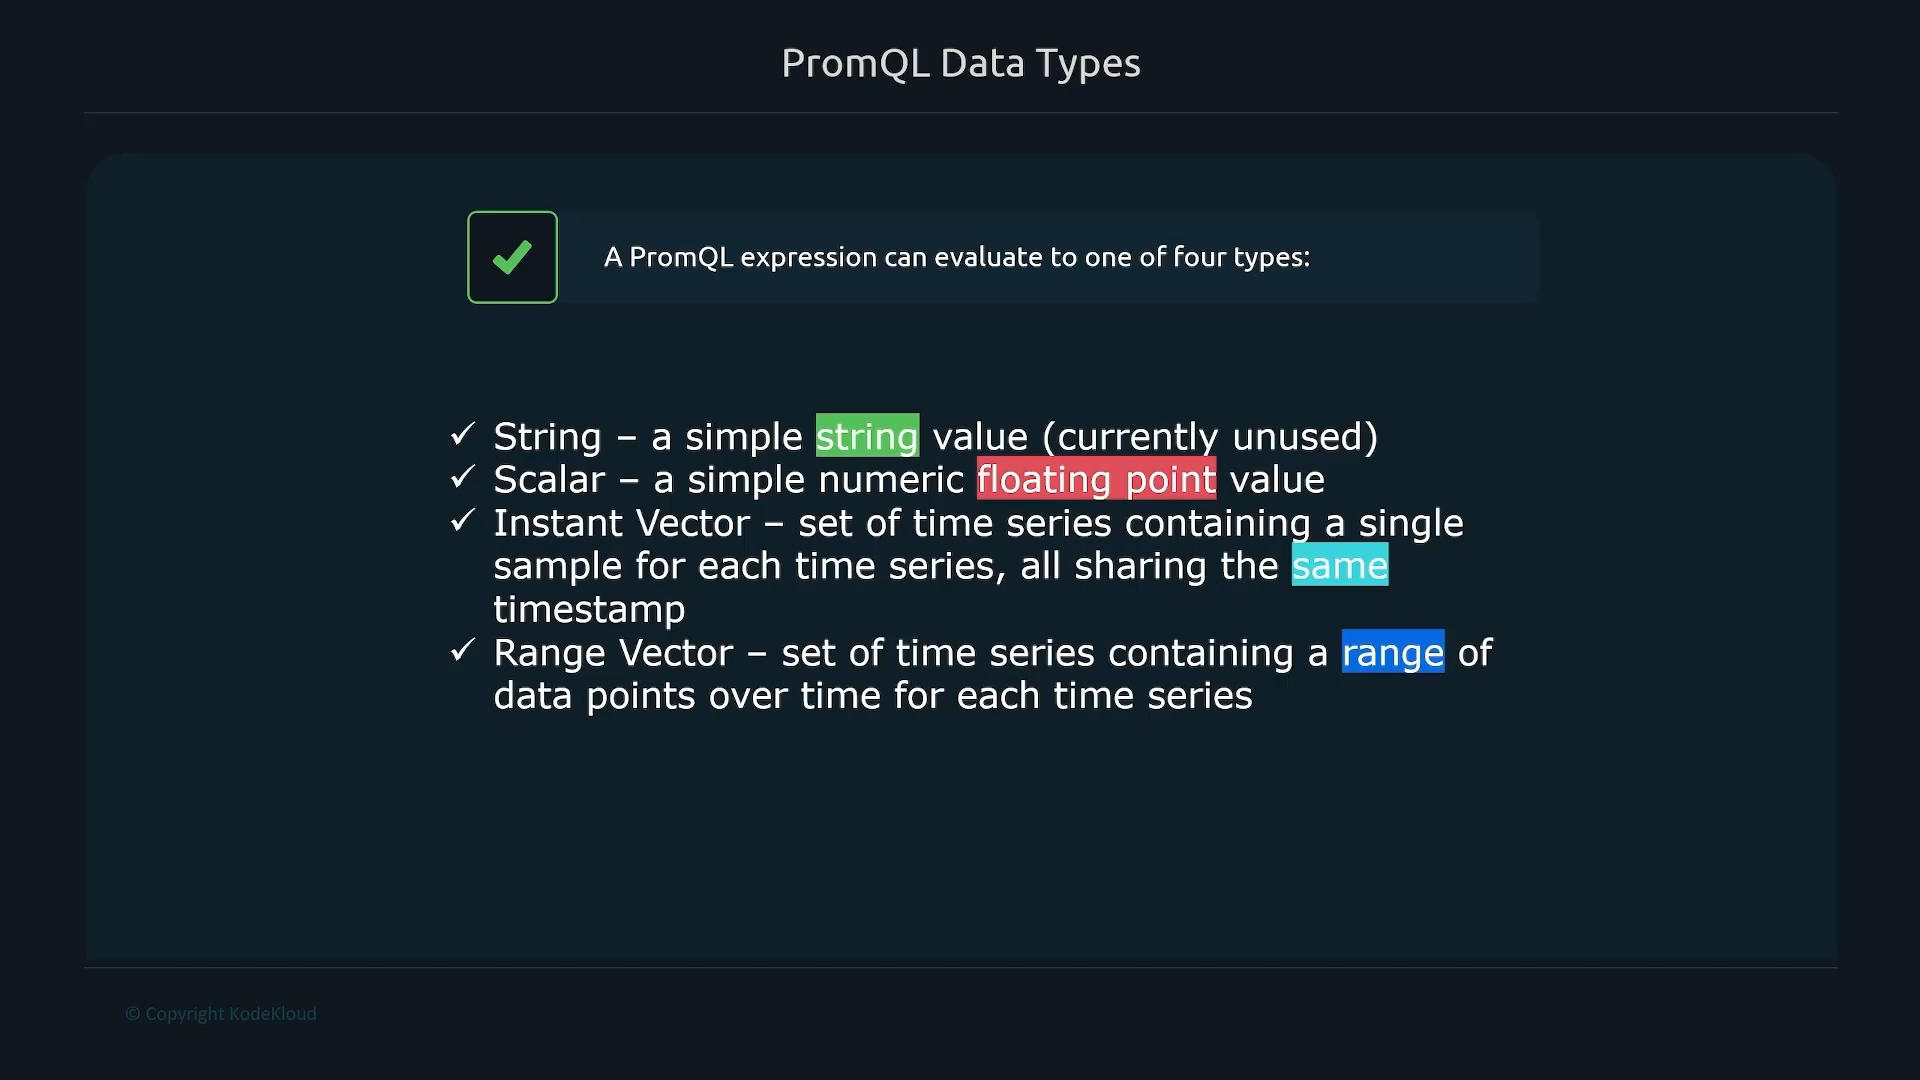 PromQL Data Types
A PromQL expression can evaluate to one of four types:
✓ String – a simple string value (currently unused)
✓ Scalar – a simple numeric floating point value
✓ Instant Vector – set of time series containing a single
sample for each time series, all sharing the same
timestamp
✓ Range Vector – set of time series containing a range of
data points over time for each time series
© Copyright KodeKloud